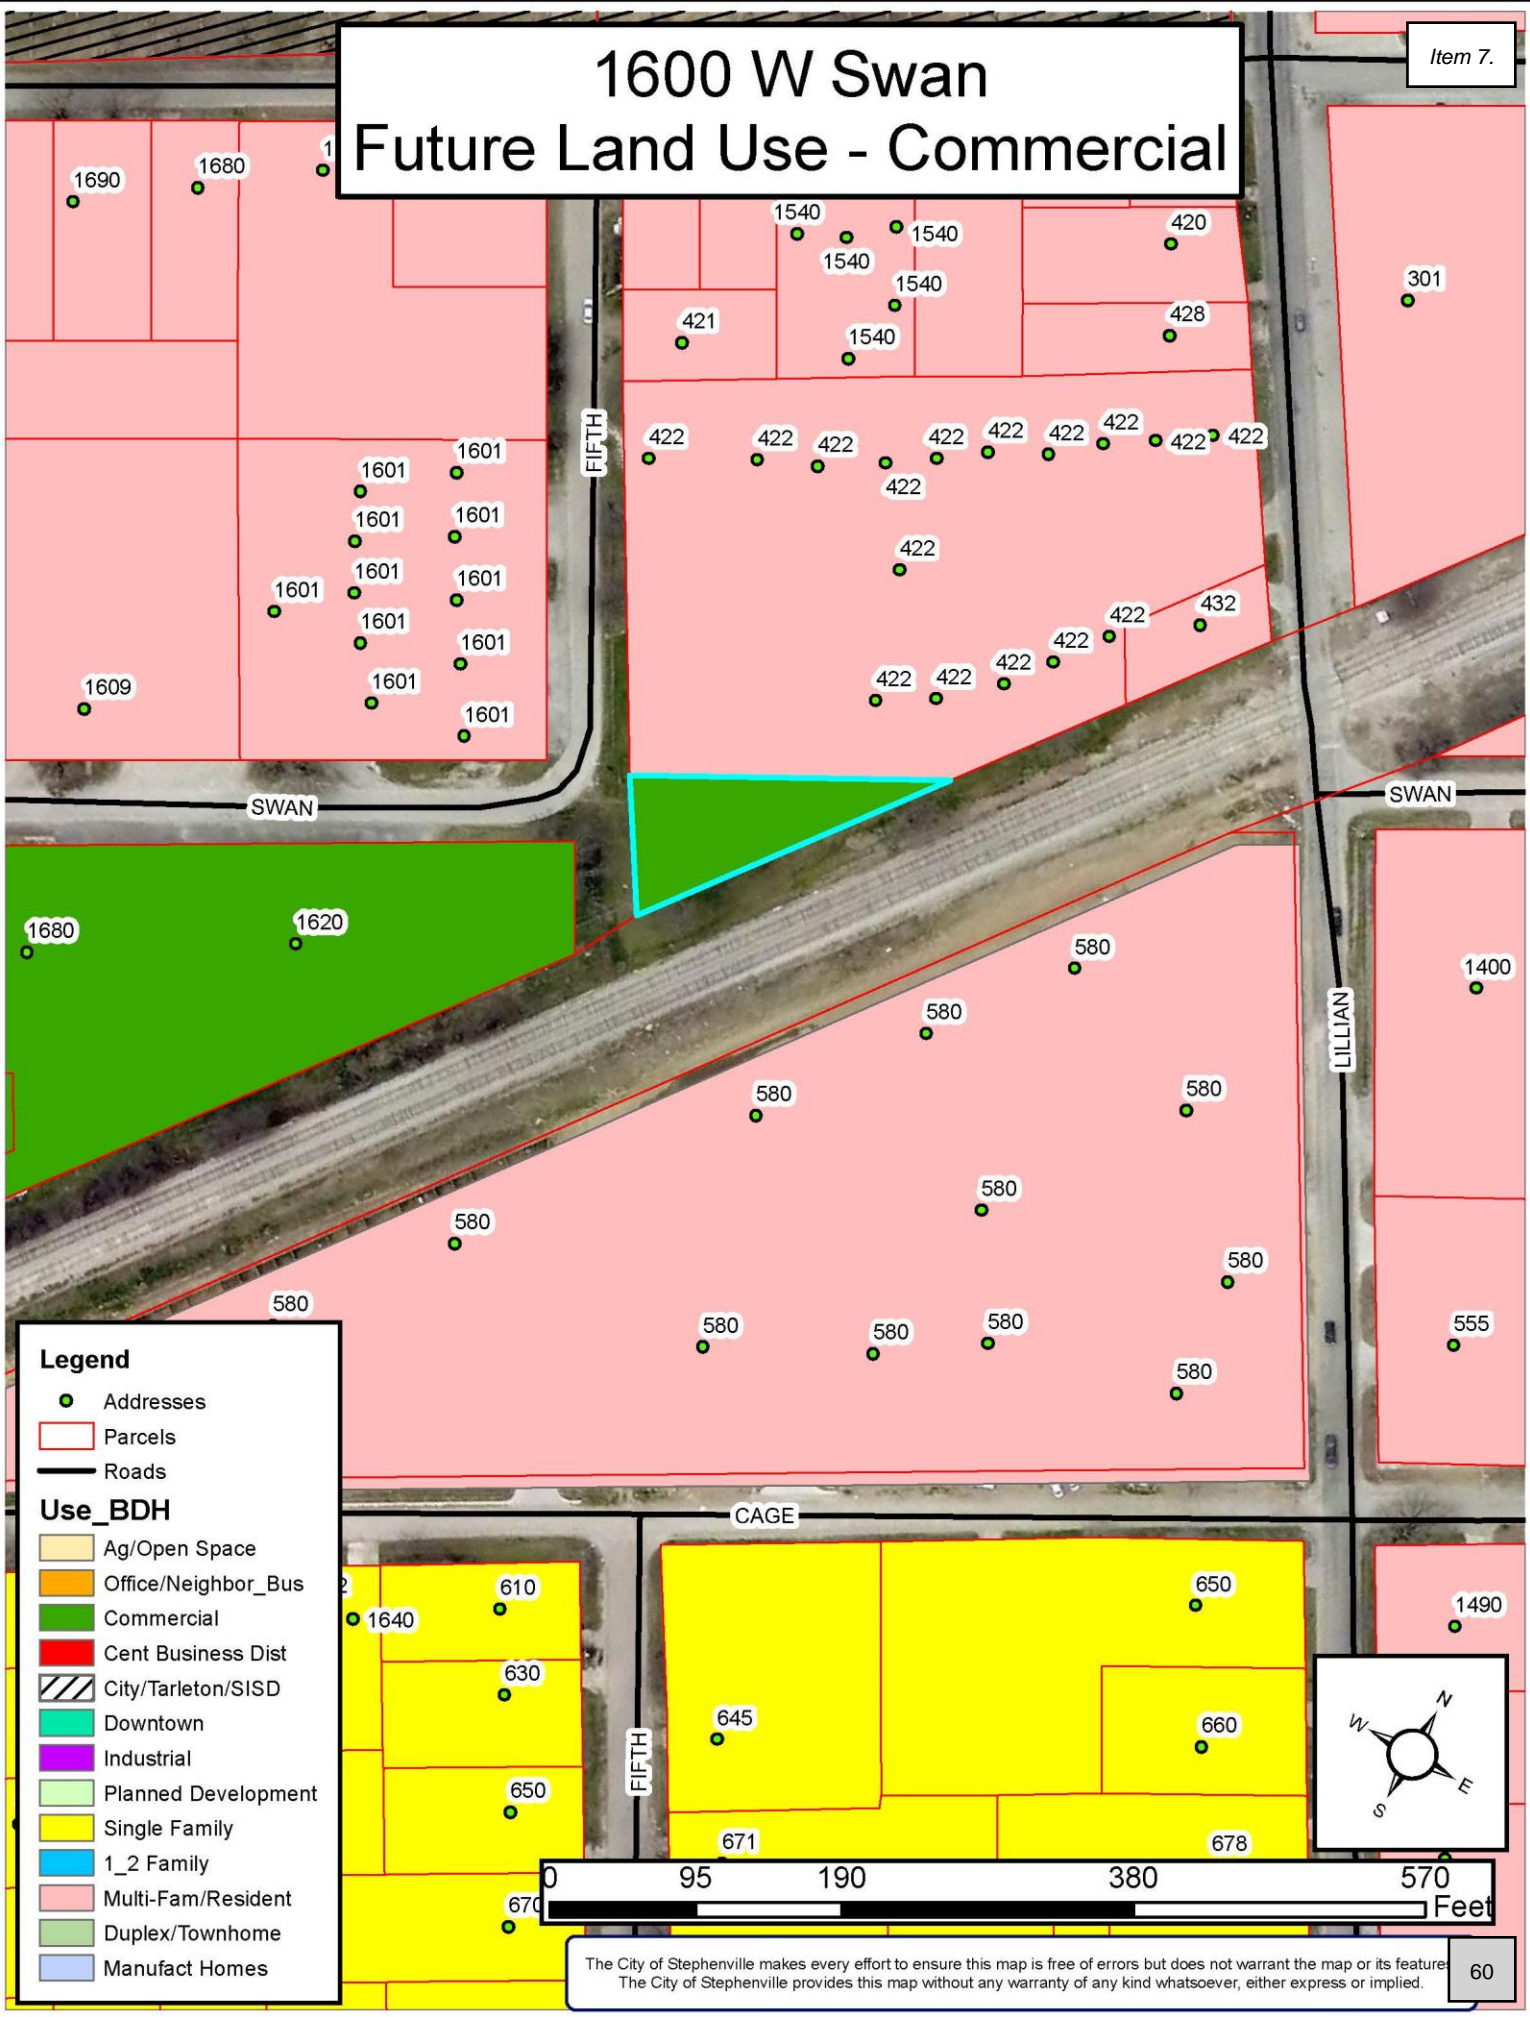 1600 W Swan
Future Land Use - Commercial
Item 7.
1690
1680
1
1540
1540
1540
1540
1540
420
428
301
421
FIFTH
422
422
422
422
422
422
422
422
422
422
422
1601
1601
1601
1601
1601
1601
1601
1601
1601
1601
1601
432
422
422
422
422
422
1609
SWAN
SWAN
1680
1620
580
580
580
580
580
580
580
580
580
580
580
580
1400
LILLIAN
555
CAGE
Legend
Addresses
Parcels
Roads
Use_BDH
Ag/Open Space
Office/Neighbor_Bus
Commercial
Cent Business Dist
City/Tarleton/SISD
Downtown
Industrial
Planned Development
Single Family
1_2 Family
Multi-Fam/Resident
Duplex/Townhome
Manufact Homes
2
1640
610
630
650
670
FIFTH
645
671
650
660
678
1490
N
W
E
S
0 95 190 380 570
Feet
The City of Stephenville makes every effort to ensure this map is free of errors but does not warrant the map or its features
The City of Stephenville provides this map without any warranty of any kind whatsoever, either express or implied.
60